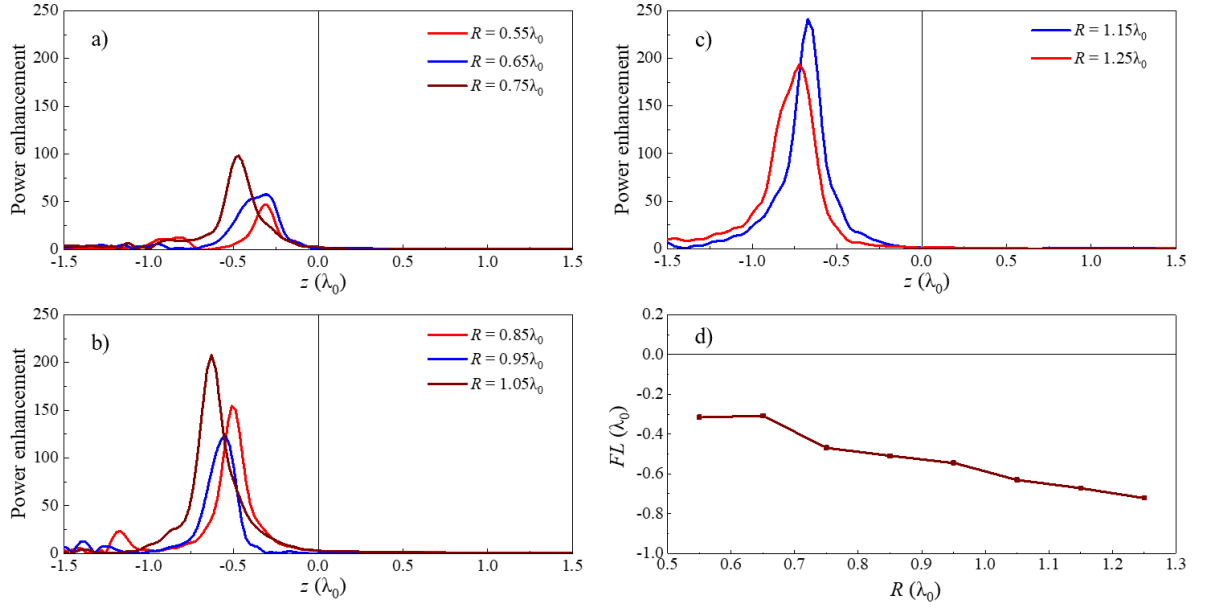 a)
R = 0.55λ0
R = 0.65λ0
R = 0.75λ0
Power enhancement
250
200
150
100
50
0
-1.5 -1.0 -0.5 0.0 0.5 1.0 1.5
z (λ0)
c)
R = 1.15λ0
R = 1.25λ0
Power enhancement
250
200
150
100
50
0
-1.5 -1.0 -0.5 0.0 0.5 1.0 1.5
z (λ0)
b)
R = 0.85λ0
R = 0.95λ0
R = 1.05λ0
Power enhancement
250
200
150
100
50
0
-1.5 -1.0 -0.5 0.0 0.5 1.0 1.5
z (λ0)
d)
FL (λ0)
0.2
0.0
-0.2
-0.4
-0.6
-0.8
-1.0
0.5 0.6 0.7 0.8 0.9 1.0 1.1 1.2 1.3
R (λ0)